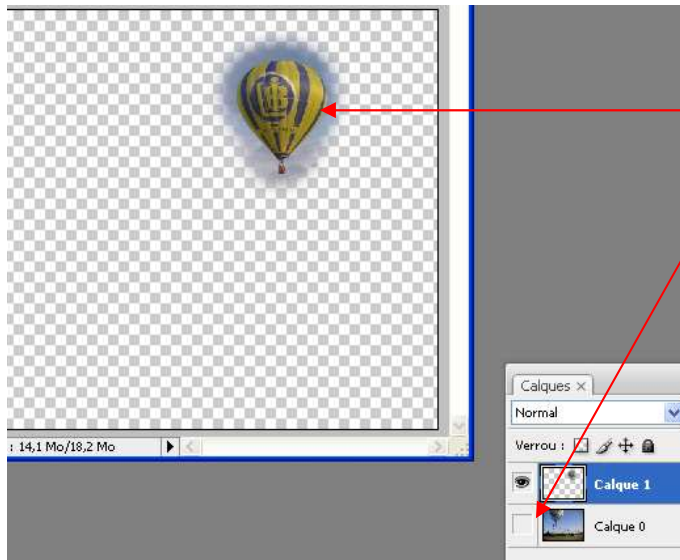 : 14,1 Mo/18,2 Mo
Calques ×
Normal
Verrou :
Calque 1
Calque 0